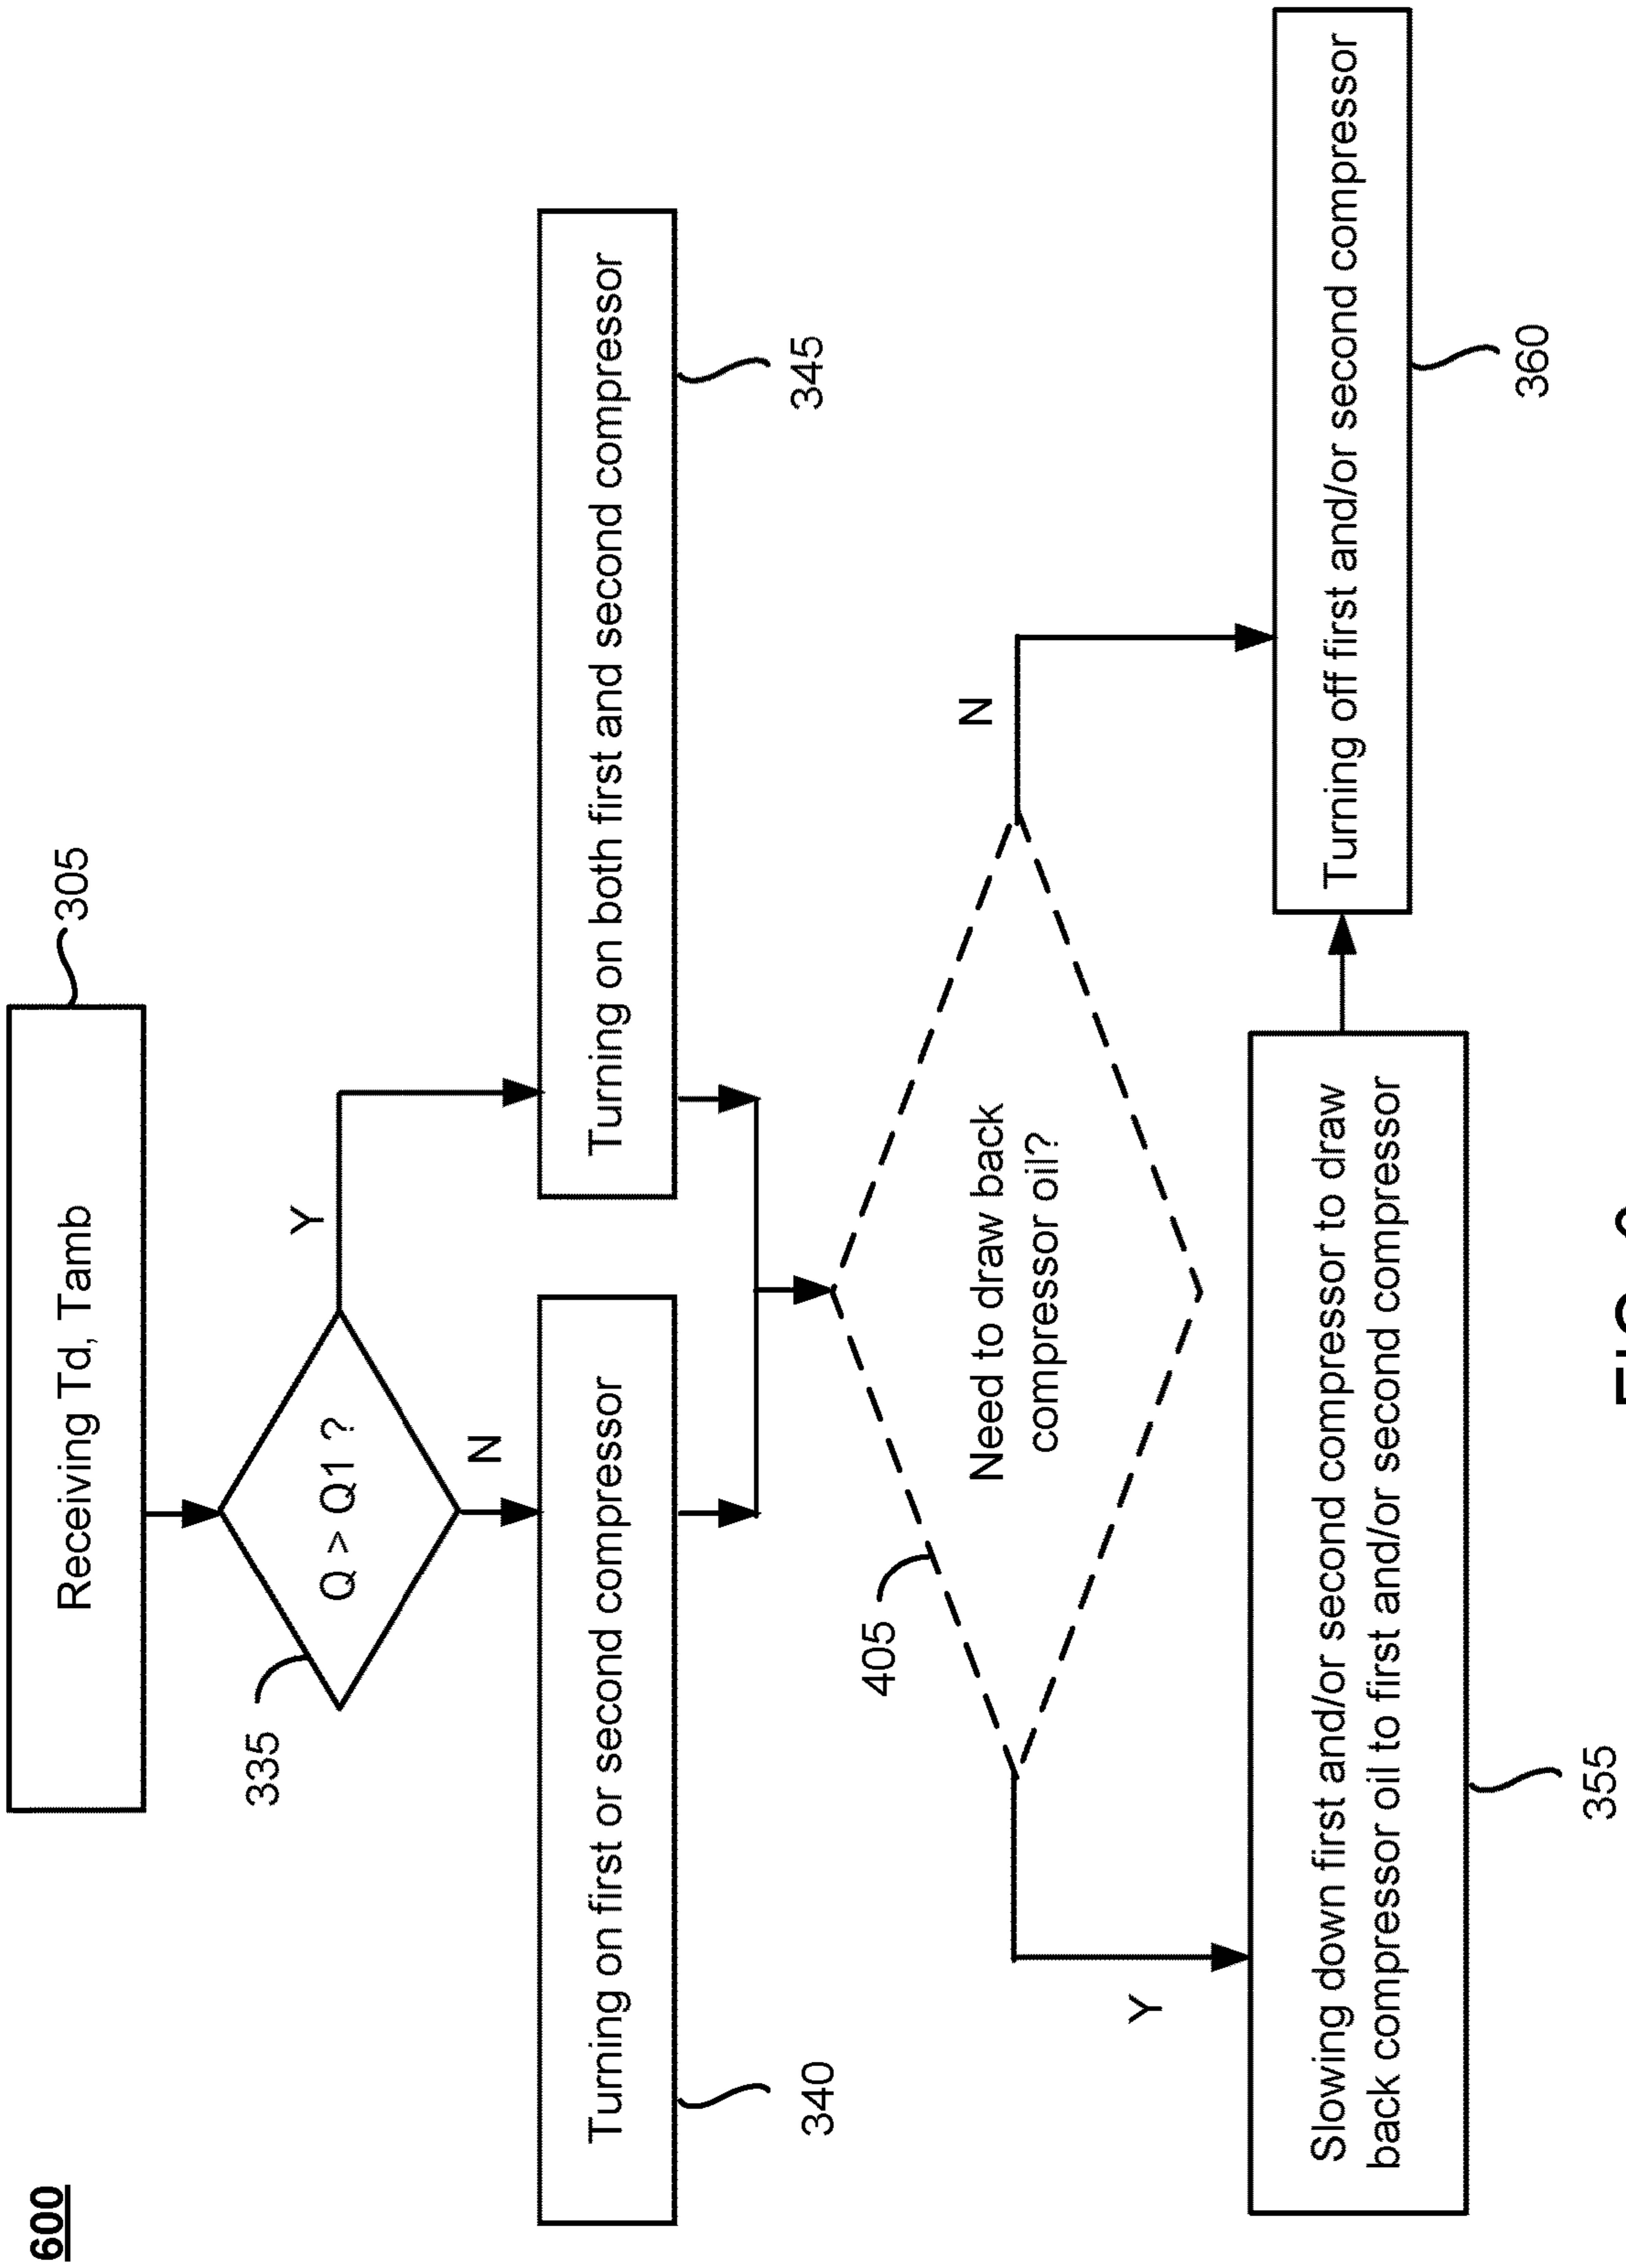 600
Receiving Td, Tamb
305
335
Q > Q1 ?
Y
N
Turning on first or second compressor
340
Turning on both first and second compressor
345
405
Need to draw back
compressor oil?
Y
N
Slowing down first and/or second compressor to draw
back compressor oil to first and/or second compressor
355
Turning off first and/or second compressor
360